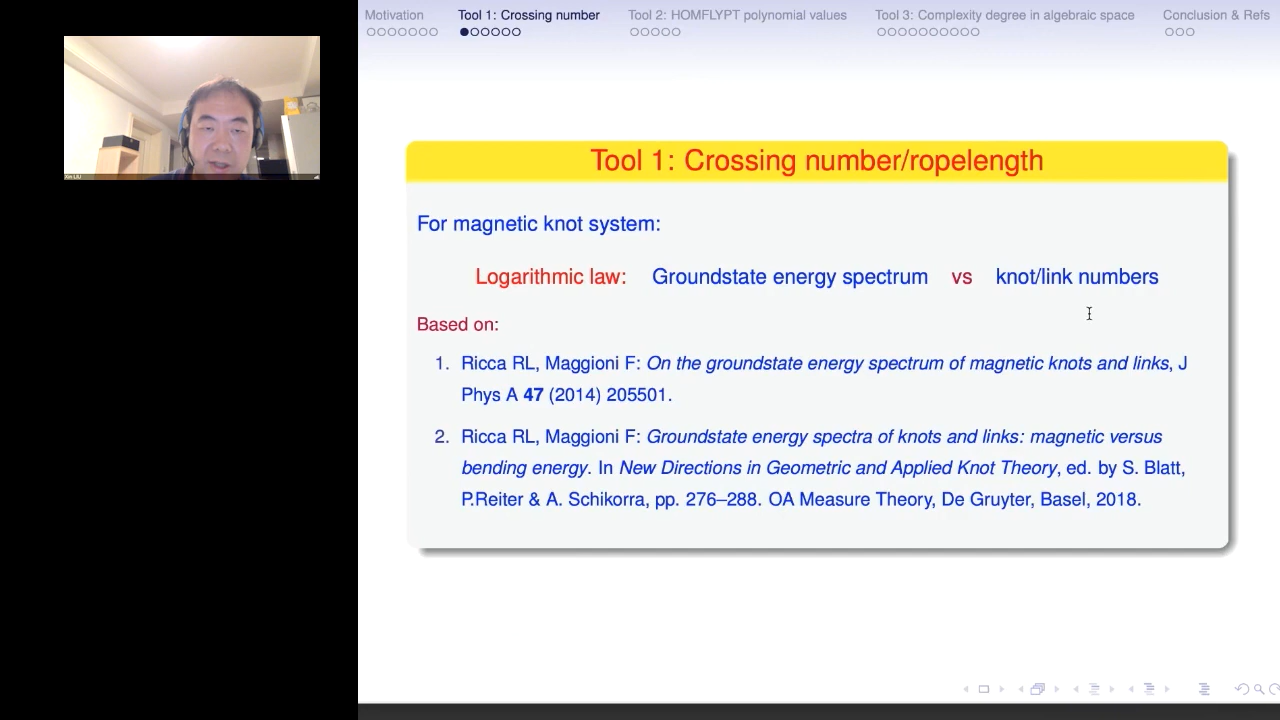 Motivation
Tool 1: Crossing number
Tool 2: HOMFLYPT polynomial values
Tool 3: Complexity degree in algebraic space
Conclusion & Refs
Xin LIU
Tool 1: Crossing number/ropelength
For magnetic knot system:
Logarithmic law: Groundstate energy spectrum vs knot/link numbers
Based on:
1. Ricca RL, Maggioni F: On the groundstate energy spectrum of magnetic knots and links, J
Phys A 47 (2014) 205501.
2. Ricca RL, Maggioni F: Groundstate energy spectra of knots and links: magnetic versus
bending energy. In New Directions in Geometric and Applied Knot Theory, ed. by S. Blatt,
P.Reiter & A. Schikorra, pp. 276–288. OA Measure Theory, De Gruyter, Basel, 2018.